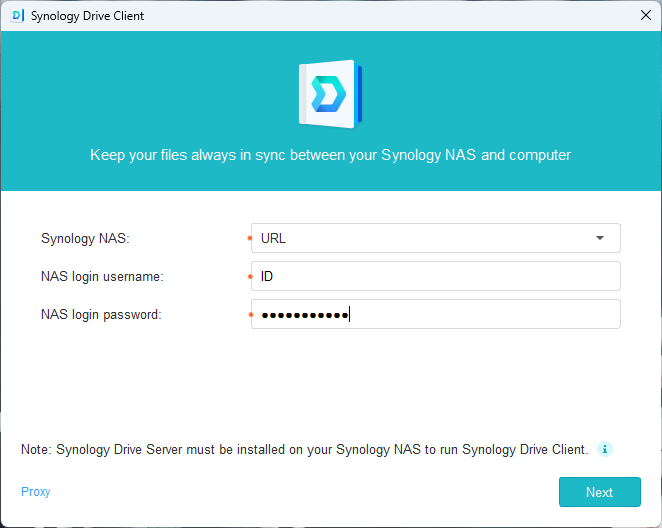 Synology Drive Client
Keep your files always in sync between your Synology NAS and computer
Synology NAS: URL
NAS login username: ID
NAS login password: ●●●●●●●●●●●
Note: Synology Drive Server must be installed on your Synology NAS to run Synology Drive Client. i
Proxy Next